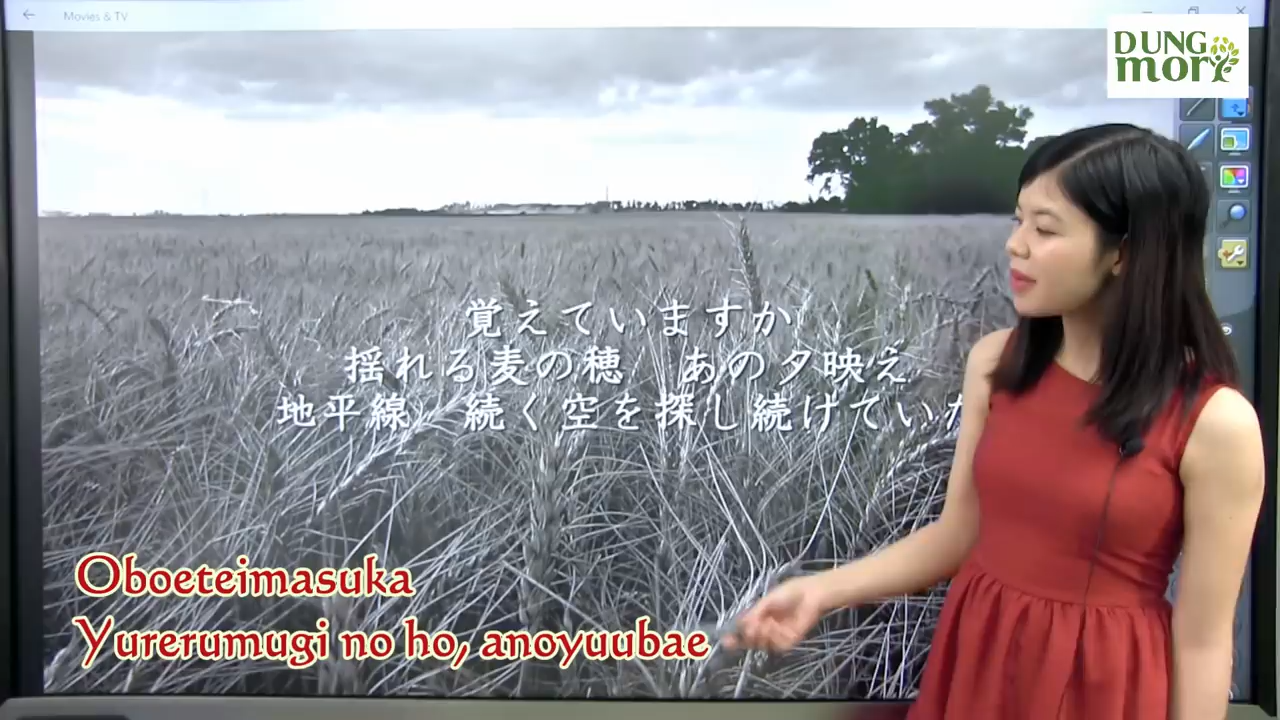 Movies & TV
DUNG
mori
覚えていますか
揺れる麦の穂 あの夕映え
地平線 続く空を探し続けてい
Oboeteimasuka
Yurerumugi no ho, anoyuubae